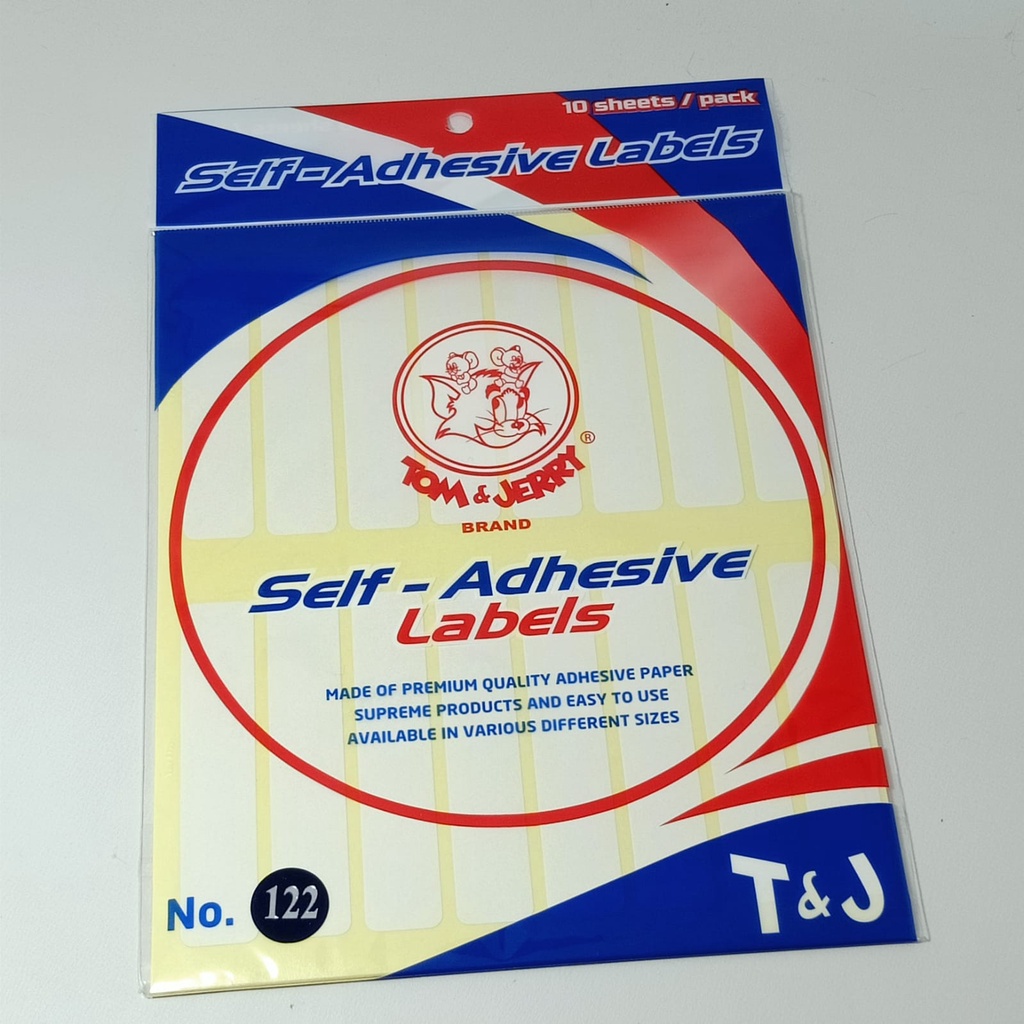 10 sheets / pack
Self - Adhesive Labels
TOM & JERRY ®
BRAND
Self - Adhesive
Labels
MADE OF PREMIUM QUALITY ADHESIVE PAPER
SUPREME PRODUCTS AND EASY TO USE
AVAILABLE IN VARIOUS DIFFERENT SIZES
No. 122
T & J